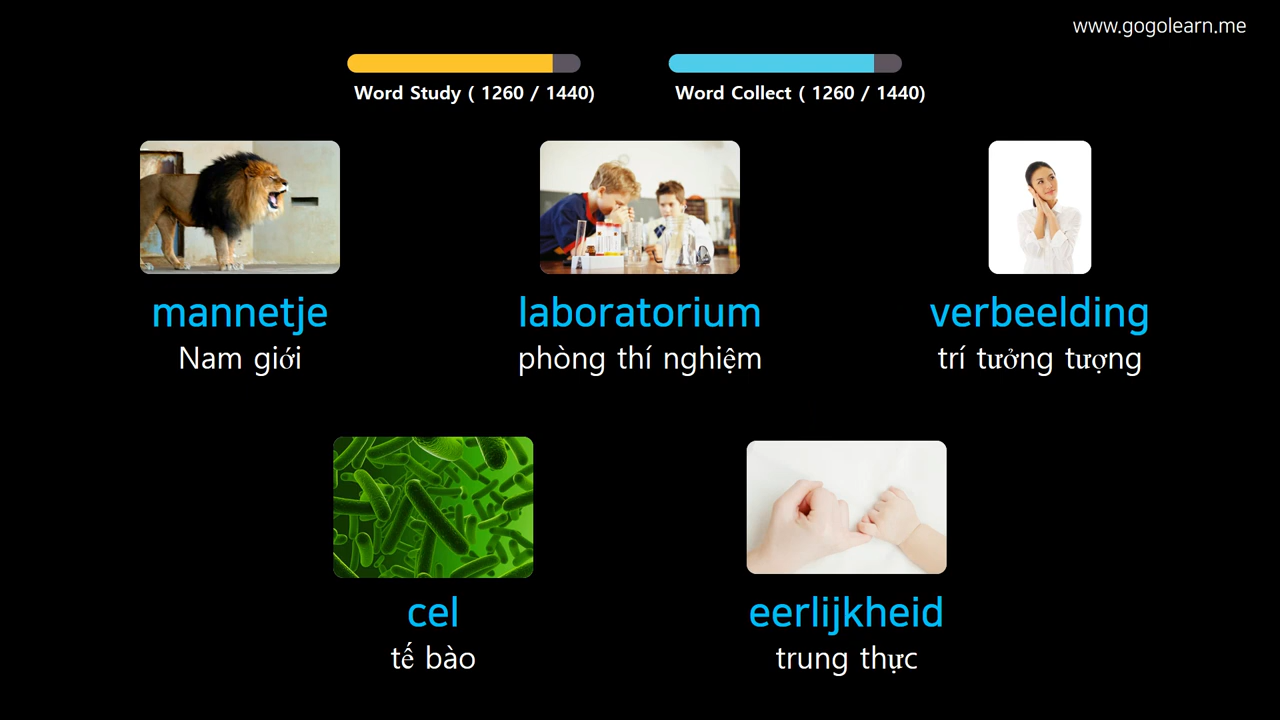 www.gogolearn.me
Word Study ( 1260 / 1440)
Word Collect ( 1260 / 1440)
mannetje
Nam giới
laboratorium
phòng thí nghiệm
verbeelding
trí tưởng tượng
cel
tế bào
eerlijkheid
trung thực